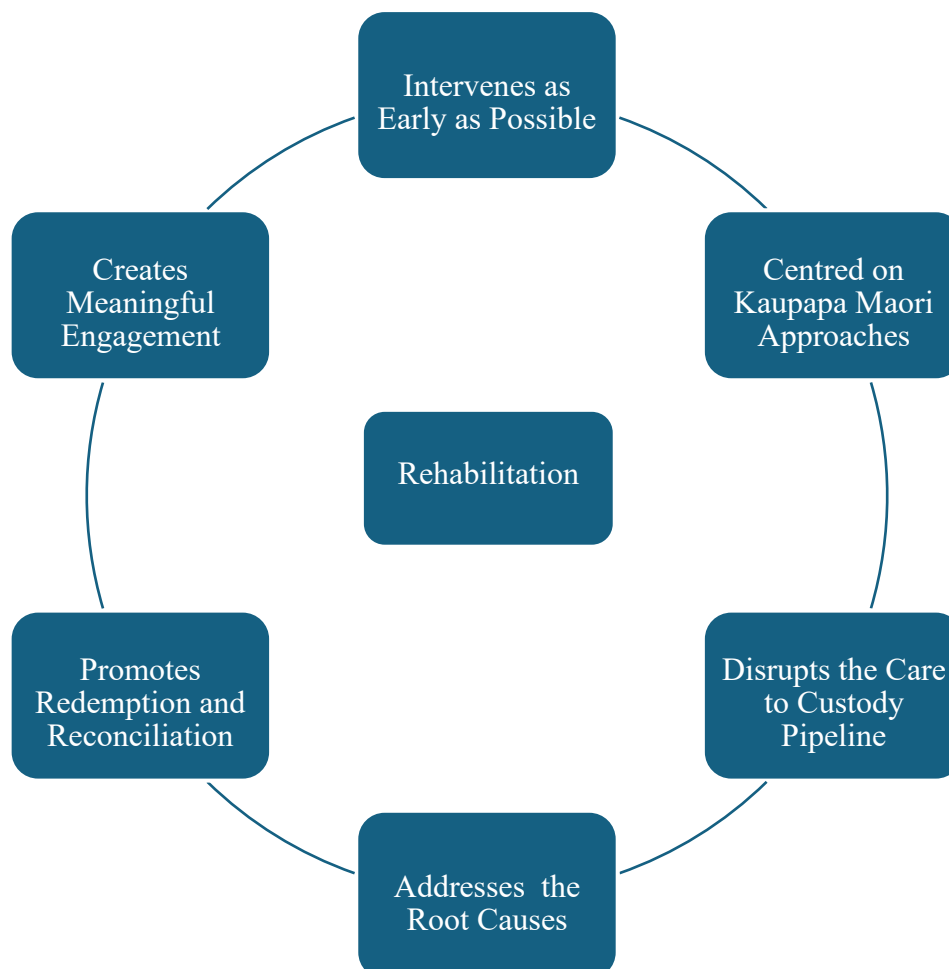 Intervenes as
Early as Possible
Creates
Meaningful
Engagement
Centred on
Kaupapa Maori
Approaches
Rehabilitation
Promotes
Redemption and
Reconciliation
Disrupts the Care
to Custody
Pipeline
Addresses  the
Root Causes